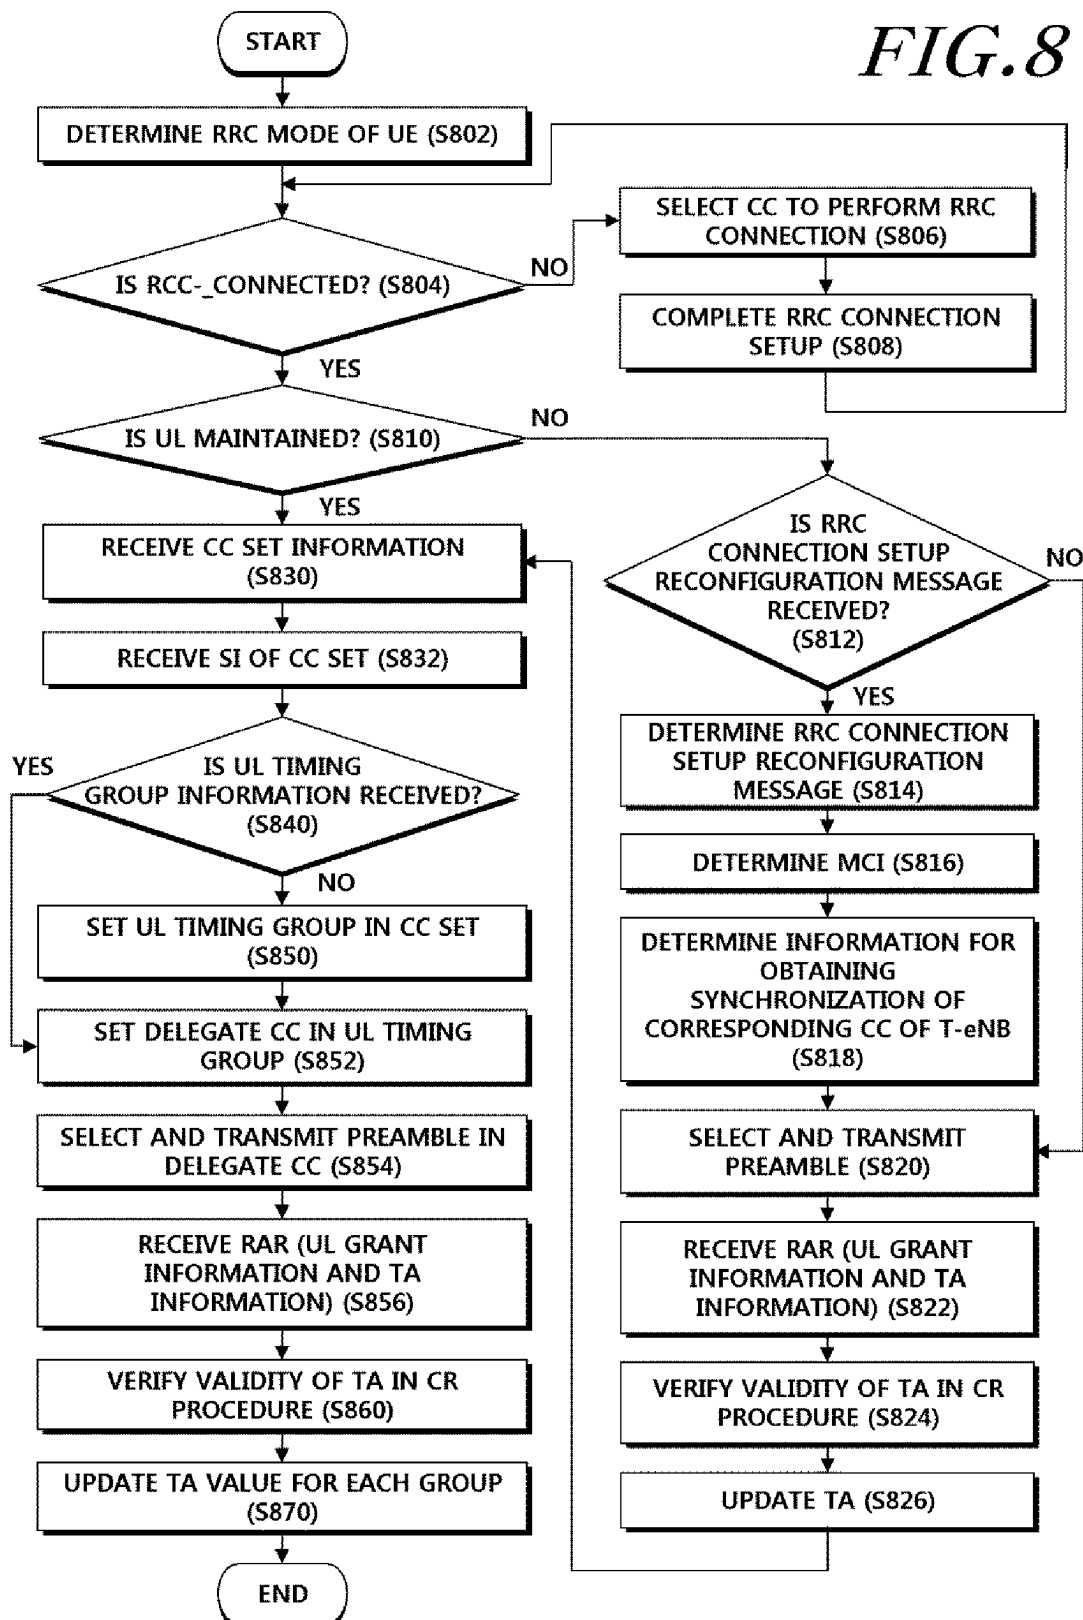 FIG.8
START
DETERMINE RRC MODE OF UE (S802)
IS RCC-_CONNECTED? (S804)
NO
YES
SELECT CC TO PERFORM RRC
CONNECTION (S806)
COMPLETE RRC CONNECTION
SETUP (S808)
IS UL MAINTAINED? (S810)
NO
YES
IS RRC
CONNECTION SETUP
RECONFIGURATION MESSAGE
RECEIVED?
(S812)
NO
YES
DETERMINE RRC CONNECTION
SETUP RECONFIGURATION
MESSAGE (S814)
DETERMINE MCI (S816)
DETERMINE INFORMATION FOR
OBTAINING
SYNCHRONIZATION OF
CORRESPONDING CC OF T-eNB
(S818)
SELECT AND TRANSMIT
PREAMBLE (S820)
RECEIVE RAR (UL GRANT
INFORMATION AND TA
INFORMATION) (S822)
VERIFY VALIDITY OF TA IN CR
PROCEDURE (S824)
UPDATE TA (S826)
RECEIVE CC SET INFORMATION
(S830)
RECEIVE SI OF CC SET (S832)
IS UL TIMING
GROUP INFORMATION RECEIVED?
(S840)
YES
NO
SET UL TIMING GROUP IN CC SET
(S850)
SET DELEGATE CC IN UL TIMING
GROUP (S852)
SELECT AND TRANSMIT PREAMBLE IN
DELEGATE CC (S854)
RECEIVE RAR (UL GRANT
INFORMATION AND TA
INFORMATION) (S856)
VERIFY VALIDITY OF TA IN CR
PROCEDURE (S860)
UPDATE TA VALUE FOR EACH GROUP
(S870)
END